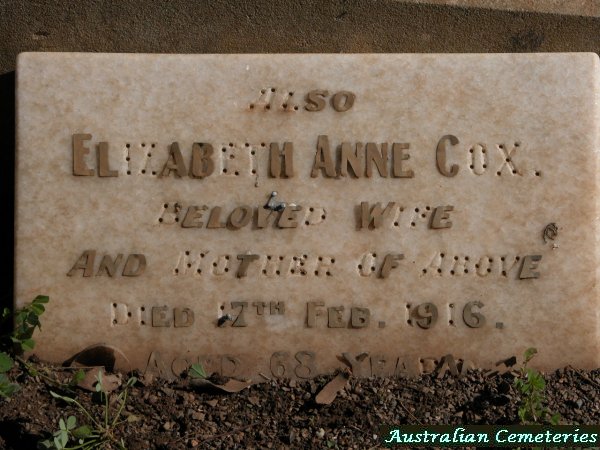 ALSO
ELIZABETH ANNE COX.
BELOVED WIFE
AND MOTHER OF ABOVE
DIED 17TH FEB. 1916.
AGED 68 YEARS
Australian Cemeteries